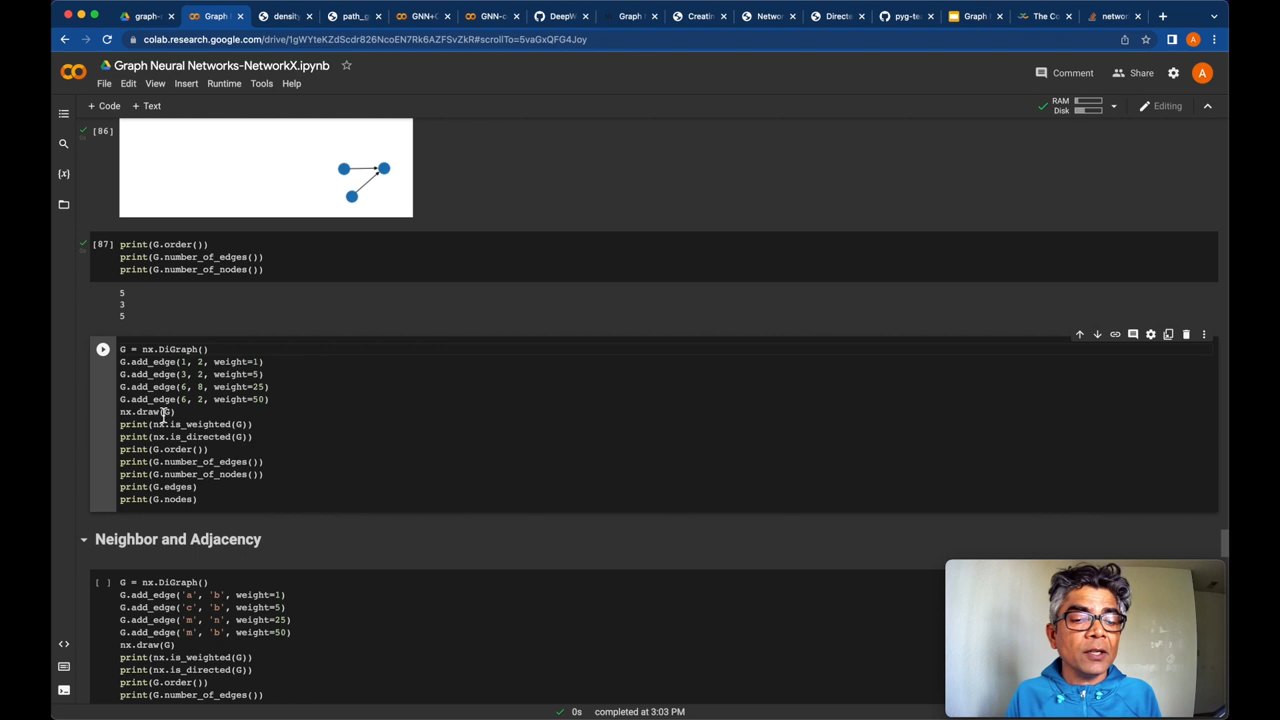 graph-n
Graph N
density
path_g
GNN+C
GNN-c
DeepW
Graph f
Creatin
Netwo
Directe
pyg-tea
Graph N
The Co
networ
colab.research.google.com/drive/1gWYteKZdScdr826NcoEN7Rk6AZFSvZkR#scrollTo=5vaGxQFG4Joy
Graph Neural Networks-NetworkX.ipynb
File Edit View Insert Runtime Tools Help
Comment Share A
+ Code + Text
RAM
Disk
Editing
[86]
[87] print(G.order())
print(G.number_of_edges())
print(G.number_of_nodes())
5
3
5
G = nx.DiGraph()
G.add_edge(1, 2, weight=1)
G.add_edge(3, 2, weight=5)
G.add_edge(6, 8, weight=25)
G.add_edge(6, 2, weight=50)
nx.draw(G)
print(nx.is_weighted(G))
print(nx.is_directed(G))
print(G.order())
print(G.number_of_edges())
print(G.number_of_nodes())
print(G.edges)
print(G.nodes)
Neighbor and Adjacency
[ ] G = nx.DiGraph()
G.add_edge('a', 'b', weight=1)
G.add_edge('c', 'b', weight=5)
G.add_edge('m', 'n', weight=25)
G.add_edge('m', 'b', weight=50)
nx.draw(G)
print(nx.is_weighted(G))
print(nx.is_directed(G))
print(G.order())
print(G.number_of_edges())
0s completed at 3:03 PM